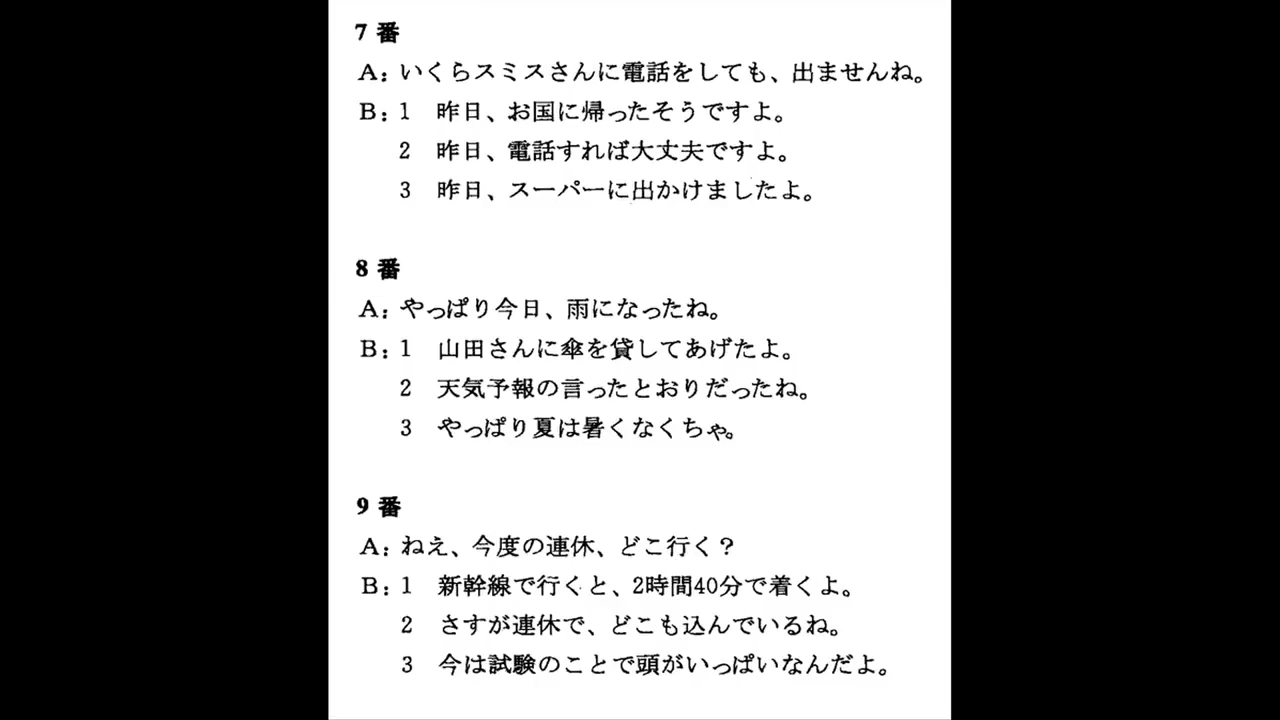 7 番
A：いくらスミスさんに電話をしても、出ませんね。
B：1　昨日、お国に帰ったそうですよ。
2　昨日、電話すれば大丈夫ですよ。
3　昨日、スーパーに出かけましたよ。
8 番
A：やっぱり今日、雨になったね。
B：1　山田さんに傘を貸してあげたよ。
2　天気予報の言ったとおりだったね。
3　やっぱり夏は暑くなくちゃ。
9 番
A：ねえ、今度の連休、どこ行く？
B：1　新幹線で行くと、2時間40分で着くよ。
2　さすが連休で、どこも込んでいるね。
3　今は試験のことで頭がいっぱいなんだよ。